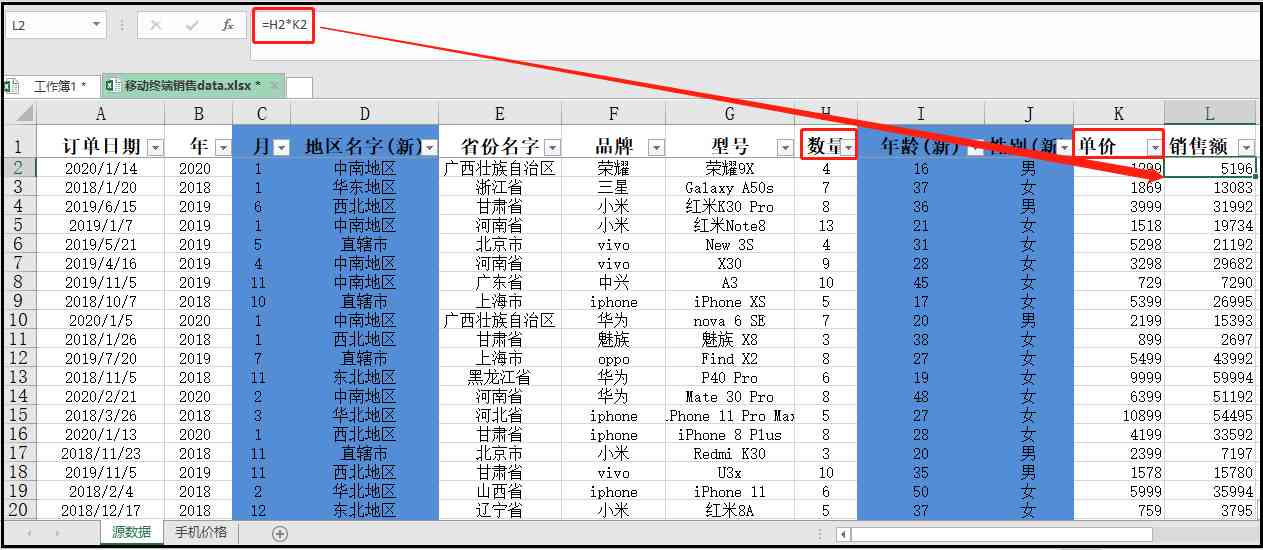 L2 fx =H2*K2
工作簿1 * 移动终端销售data.xlsx *
A B C D E F G H I J K L
1 订单日期 年 月 地区名字(新) 省份名字 品牌 型号 数量 年龄(新) 性别(新 单价 销售额
2 2020/1/14 2020 1 中南地区 广西壮族自治区 荣耀 荣耀9X 4 16 男 1299 5196
3 2018/1/20 2018 1 华东地区 浙江省 三星 Galaxy A50s 7 37 女 1869 13083
4 2019/6/15 2019 6 西北地区 甘肃省 小米 红米K30 Pro 8 36 男 3999 31992
5 2019/1/7 2019 1 中南地区 河南省 小米 红米Note8 13 21 女 1518 19734
6 2019/5/21 2019 5 直辖市 北京市 vivo New 3S 4 31 女 5298 21192
7 2019/4/16 2019 4 中南地区 河南省 vivo X30 9 28 女 3298 29682
8 2019/11/5 2019 11 中南地区 广东省 中兴 A3 10 45 女 729 7290
9 2018/10/7 2018 10 直辖市 上海市 iphone iPhone XS 5 17 女 5399 26995
10 2020/1/5 2020 1 中南地区 广西壮族自治区 华为 nova 6 SE 7 20 男 2199 15393
11 2018/1/26 2018 1 西北地区 甘肃省 魅族 魅族 X8 3 38 女 899 2697
12 2019/7/20 2019 7 直辖市 上海市 oppo Find X2 8 27 女 5499 43992
13 2018/11/5 2018 11 东北地区 黑龙江省 华为 P40 Pro 6 19 女 9999 59994
14 2020/2/21 2020 2 中南地区 河南省 华为 Mate 30 Pro 8 48 女 6399 51192
15 2018/3/26 2018 3 华北地区 河北省 iphone Phone 11 Pro Max 5 27 女 10899 54495
16 2020/1/13 2020 1 西北地区 甘肃省 iphone iPhone 8 Plus 8 28 女 4199 33592
17 2018/11/23 2018 11 直辖市 北京市 小米 Redmi K30 3 20 男 2399 7197
18 2019/11/5 2019 11 西北地区 甘肃省 vivo U3x 10 35 男 1578 15780
19 2018/2/4 2018 2 华北地区 山西省 iphone iPhone 11 6 50 女 5999 35994
20 2018/12/17 2018 12 东北地区 辽宁省 小米 红米8A 5 37 女 759 3795
源数据 手机价格